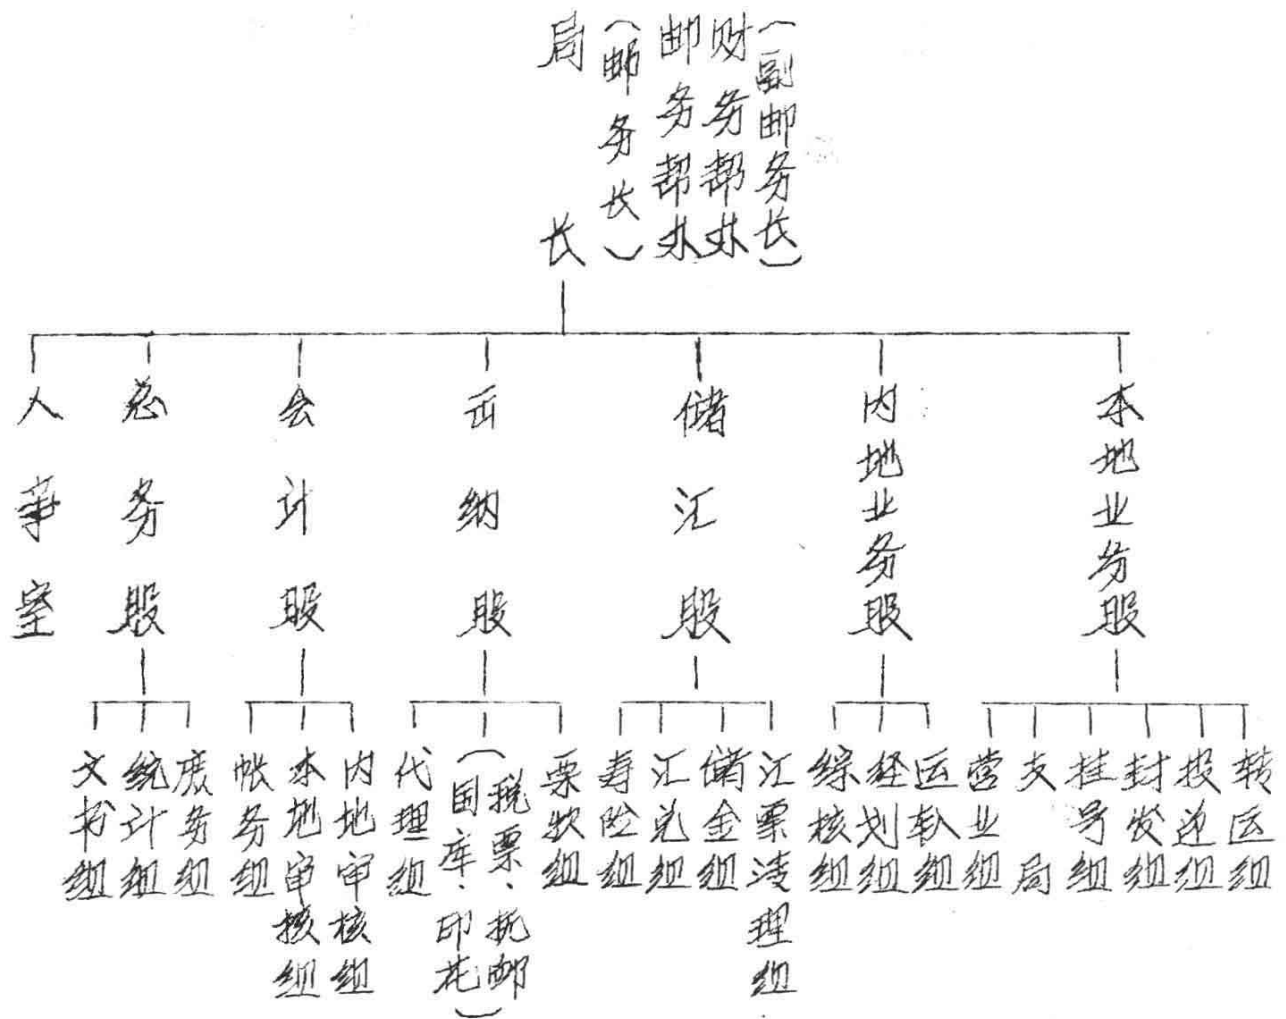 局长
（邮务长）
邮务帮办
财务帮办
（副邮务长）
人事室
总务股
会计股
出纳股
储汇股
内地业务股
本地业务股
文书组
统计组
庶务组
帐务组
本地审核组
内地审核组
代理组
（国库·印花
税票·抚邮）
票款组
寿险组
汇兑组
储金组
汇票清理组
综核组
经划组
运输组
营业组
支局
挂号组
封发组
投递组
转运组